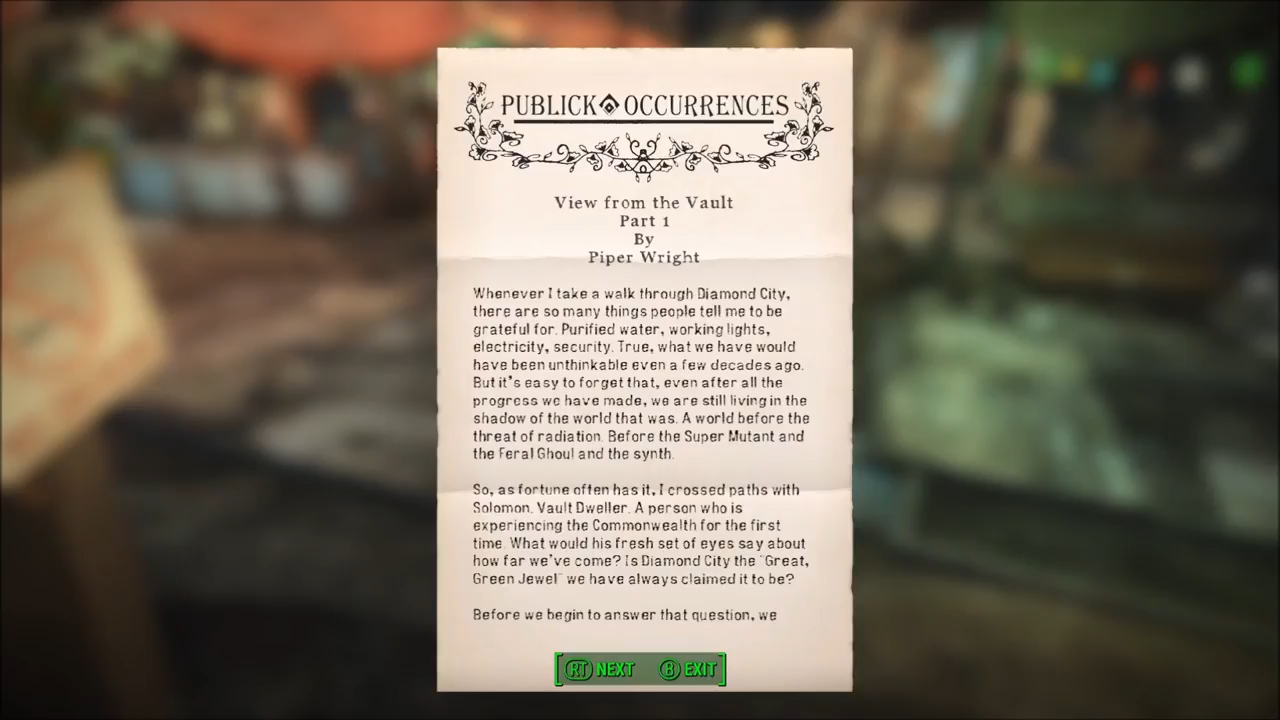 PUBLICK OCCURRENCES
View from the Vault
Part 1
By
Piper Wright
Whenever I take a walk through Diamond City,
there are so many things people tell me to be
grateful for. Purified water, working lights,
electricity, security. True, what we have would
have been unthinkable even a few decades ago.
But it's easy to forget that, even after all the
progress we have made, we are still living in the
shadow of the world that was. A world before the
threat of radiation. Before the Super Mutant and
the Feral Ghoul and the synth.
So, as fortune often has it, I crossed paths with
Solomon. Vault Dweller. A person who is
experiencing the Commonwealth for the first
time. What would his fresh set of eyes say about
how far we've come? Is Diamond City the "Great,
Green Jewel" we have always claimed it to be?
Before we begin to answer that question, we
RT NEXT B EXIT